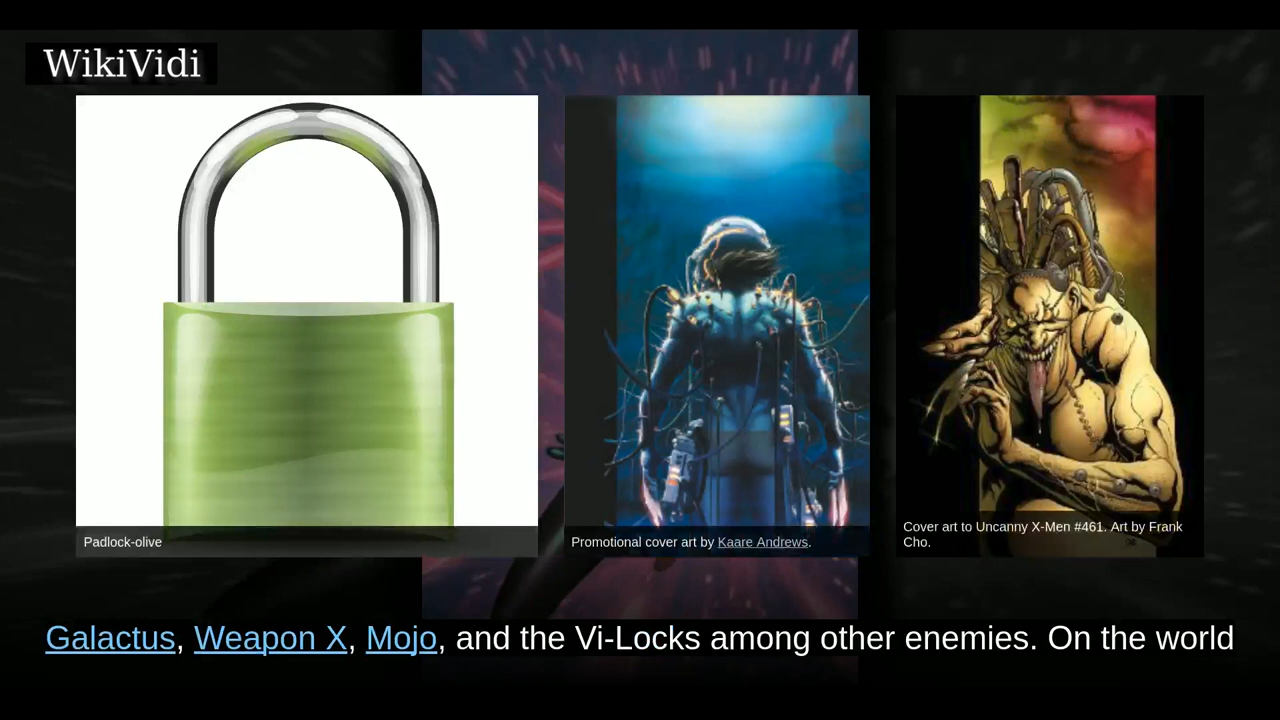 WikiVidi
Padlock-olive
Promotional cover art by Kaare Andrews.
Cover art to Uncanny X-Men #461. Art by Frank
Cho.
Galactus, Weapon X, Mojo, and the Vi-Locks among other enemies. On the world